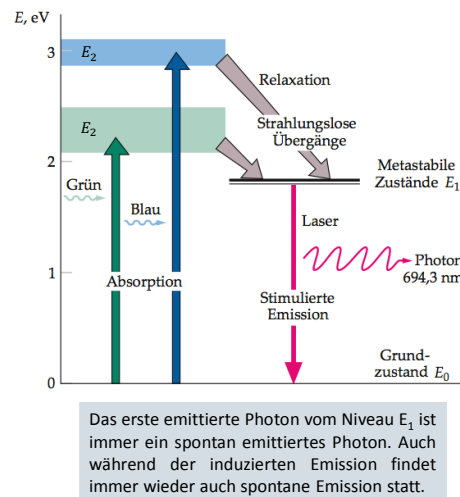 E, eV
3
E2
Relaxation
E2
Strahlungslose
Übergänge
2
Metastabile
Zustände E1
Grün
Blau
Laser
1
Photon
694,3 nm
Absorption
Stimulierte
Emission
Grund-
zustand E0
0
Das erste emittierte Photon vom Niveau E1 ist
immer ein spontan emittiertes Photon. Auch
während der induzierten Emission findet
immer wieder auch spontane Emission statt.